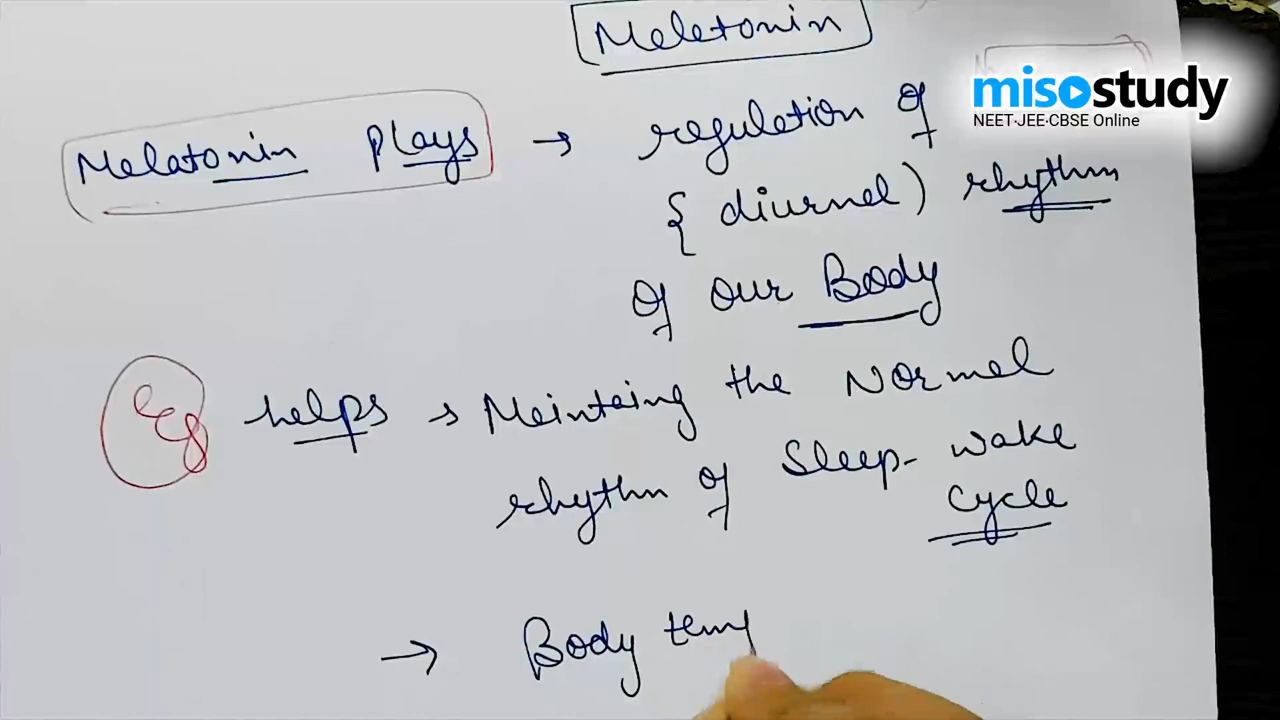 Meletonin
misostudy
NEET-JEE-CBSE Online
Melatonin plays → regulation of
{ diurnel) rhythm
of our Body
Eg helps → Meintaing the Normel
rhythm of Sleep-wake
Cycle
→ Body temp